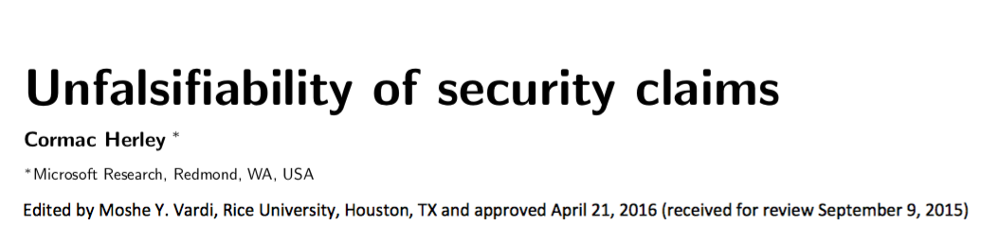 Unfalsifiability of security claims
Cormac Herley *
*Microsoft Research, Redmond, WA, USA
Edited by Moshe Y. Vardi, Rice University, Houston, TX and approved April 21, 2016 (received for review September 9, 2015)